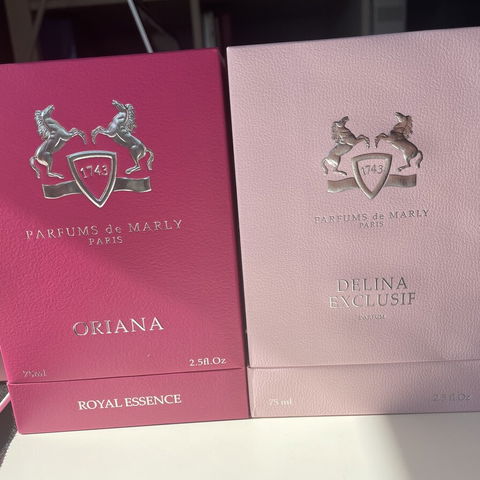 1743
PARFUMS de MARLY
PARIS
ORIANA
75ml
2.5fl.Oz
ROYAL ESSENCE
1743
PARFUMS de MARLY
PARIS
DELINA
EXCLUSIF
PARFUM
75 ml
2.5 fl.Oz